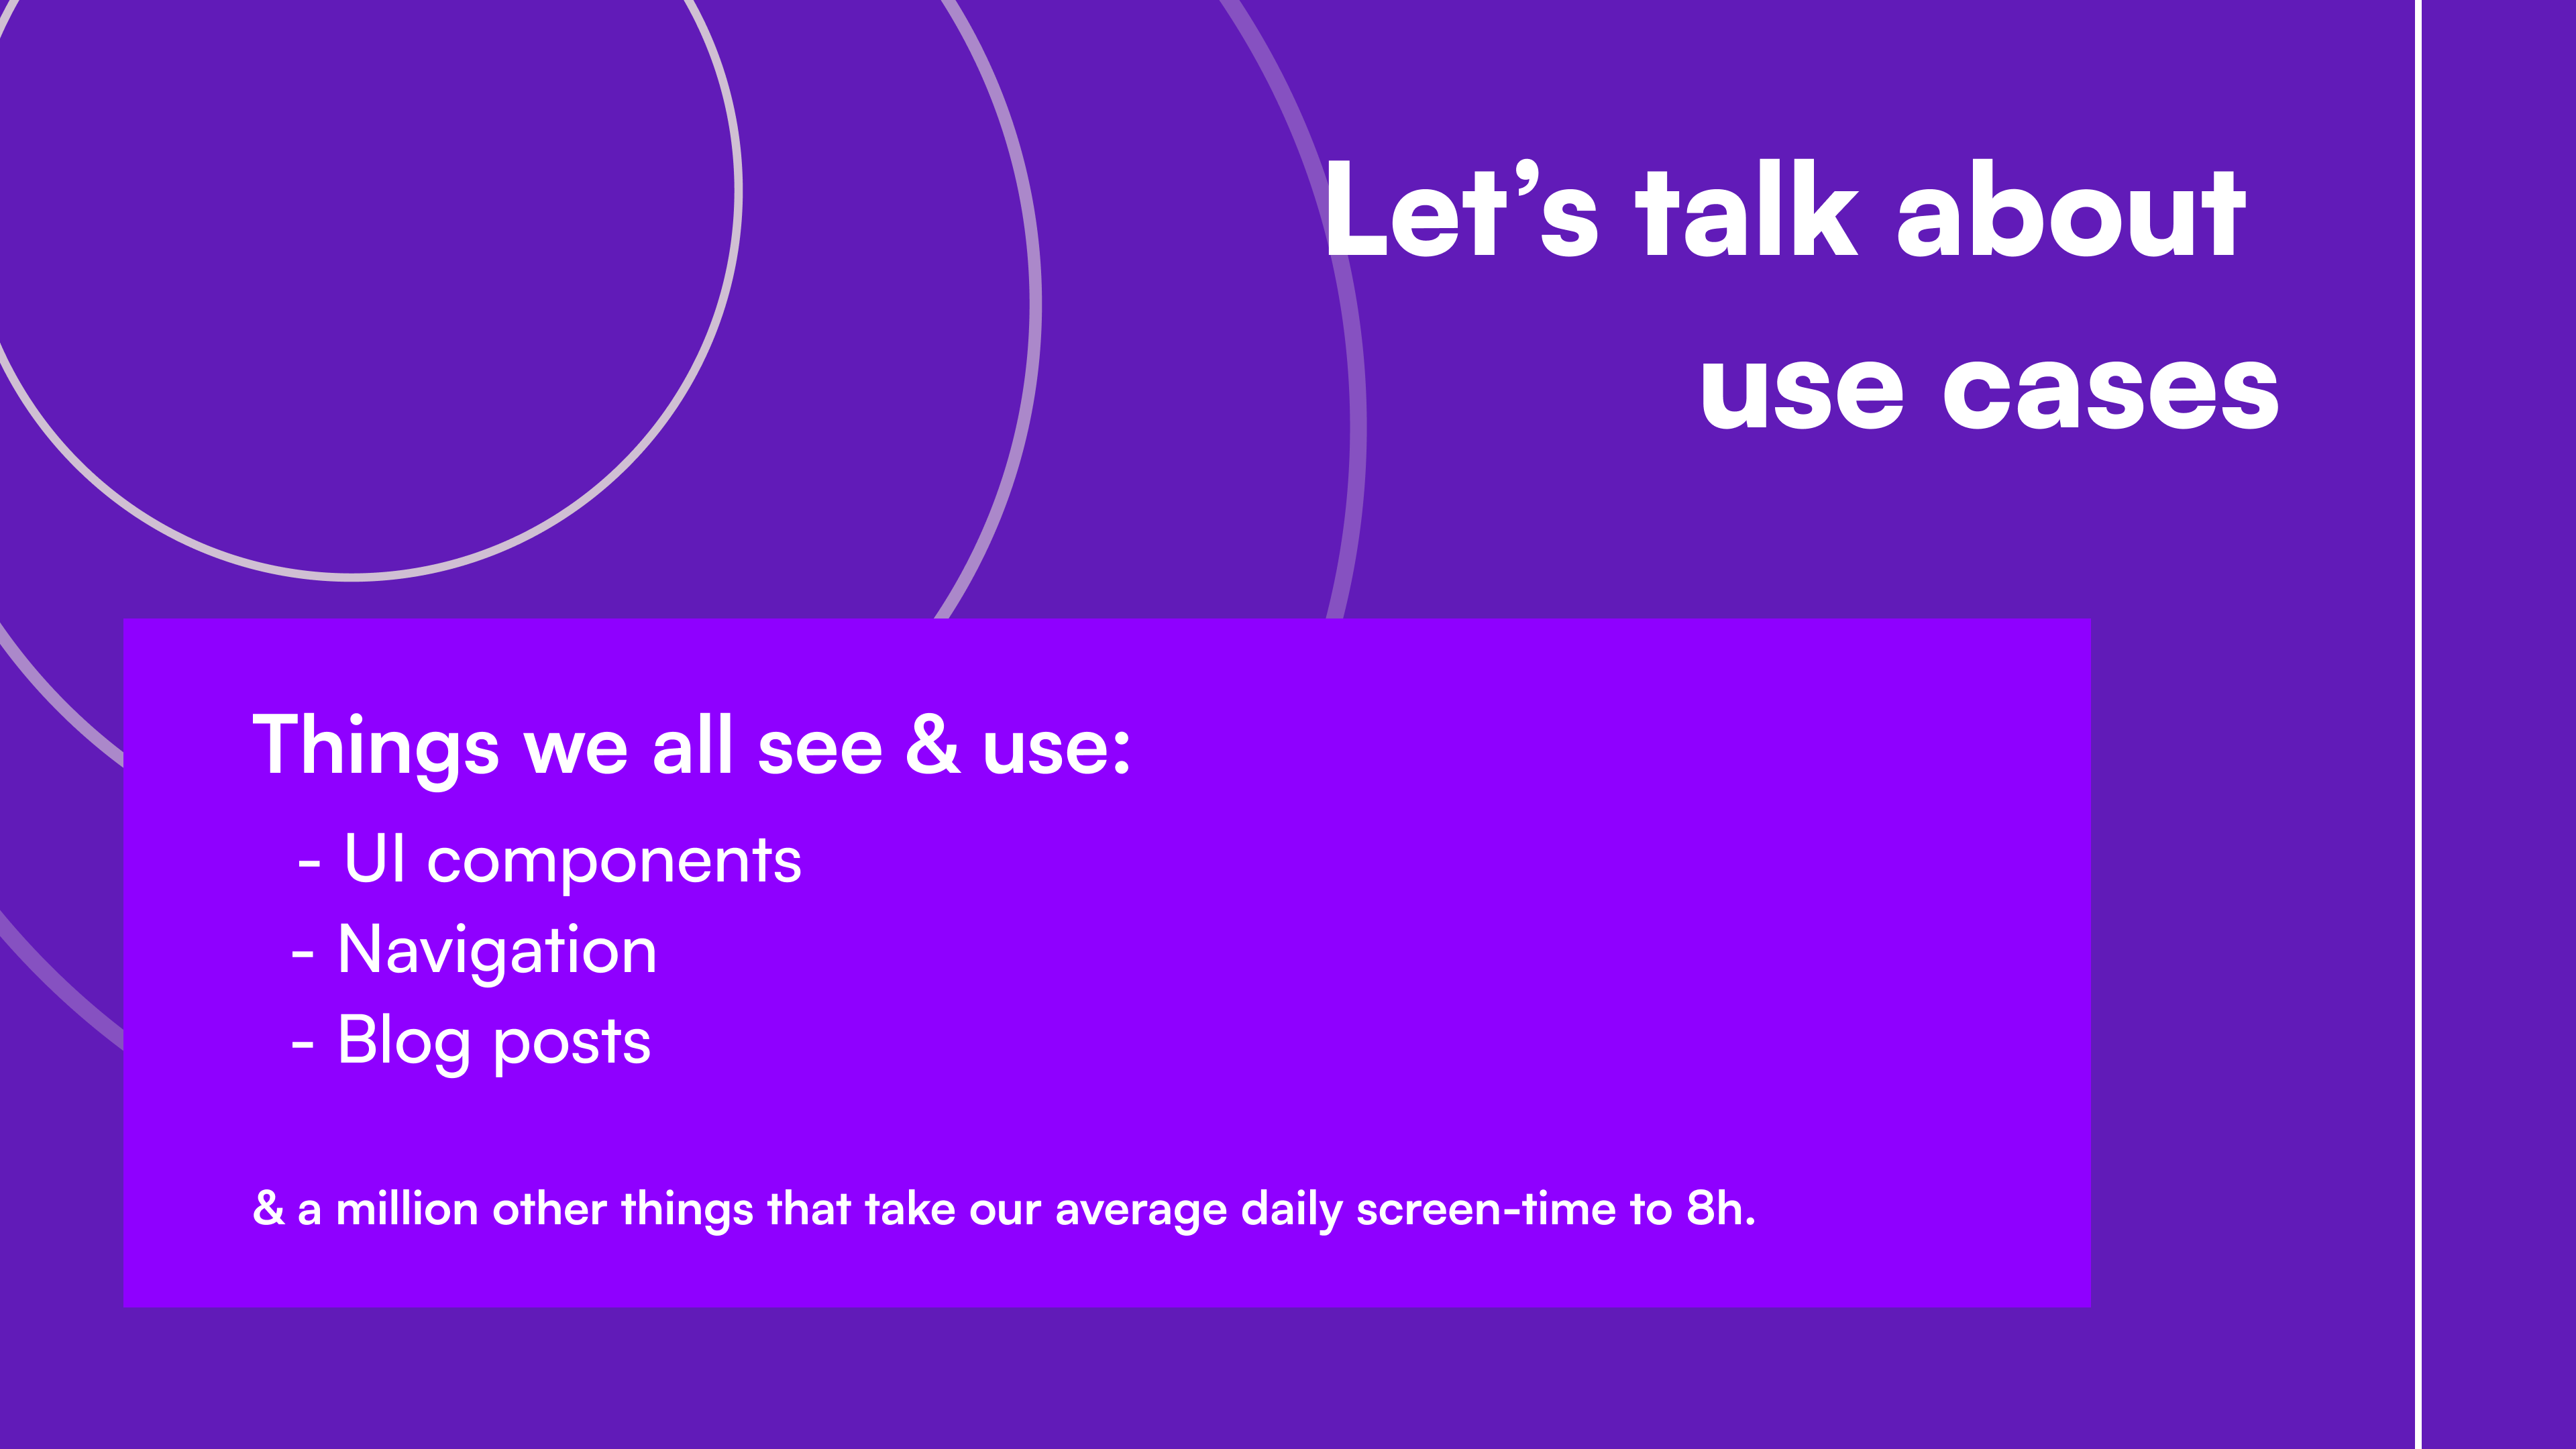 Let’s talk about
use cases
Things we all see & use:
- UI components
- Navigation
- Blog posts
& a million other things that take our average daily screen-time to 8h.